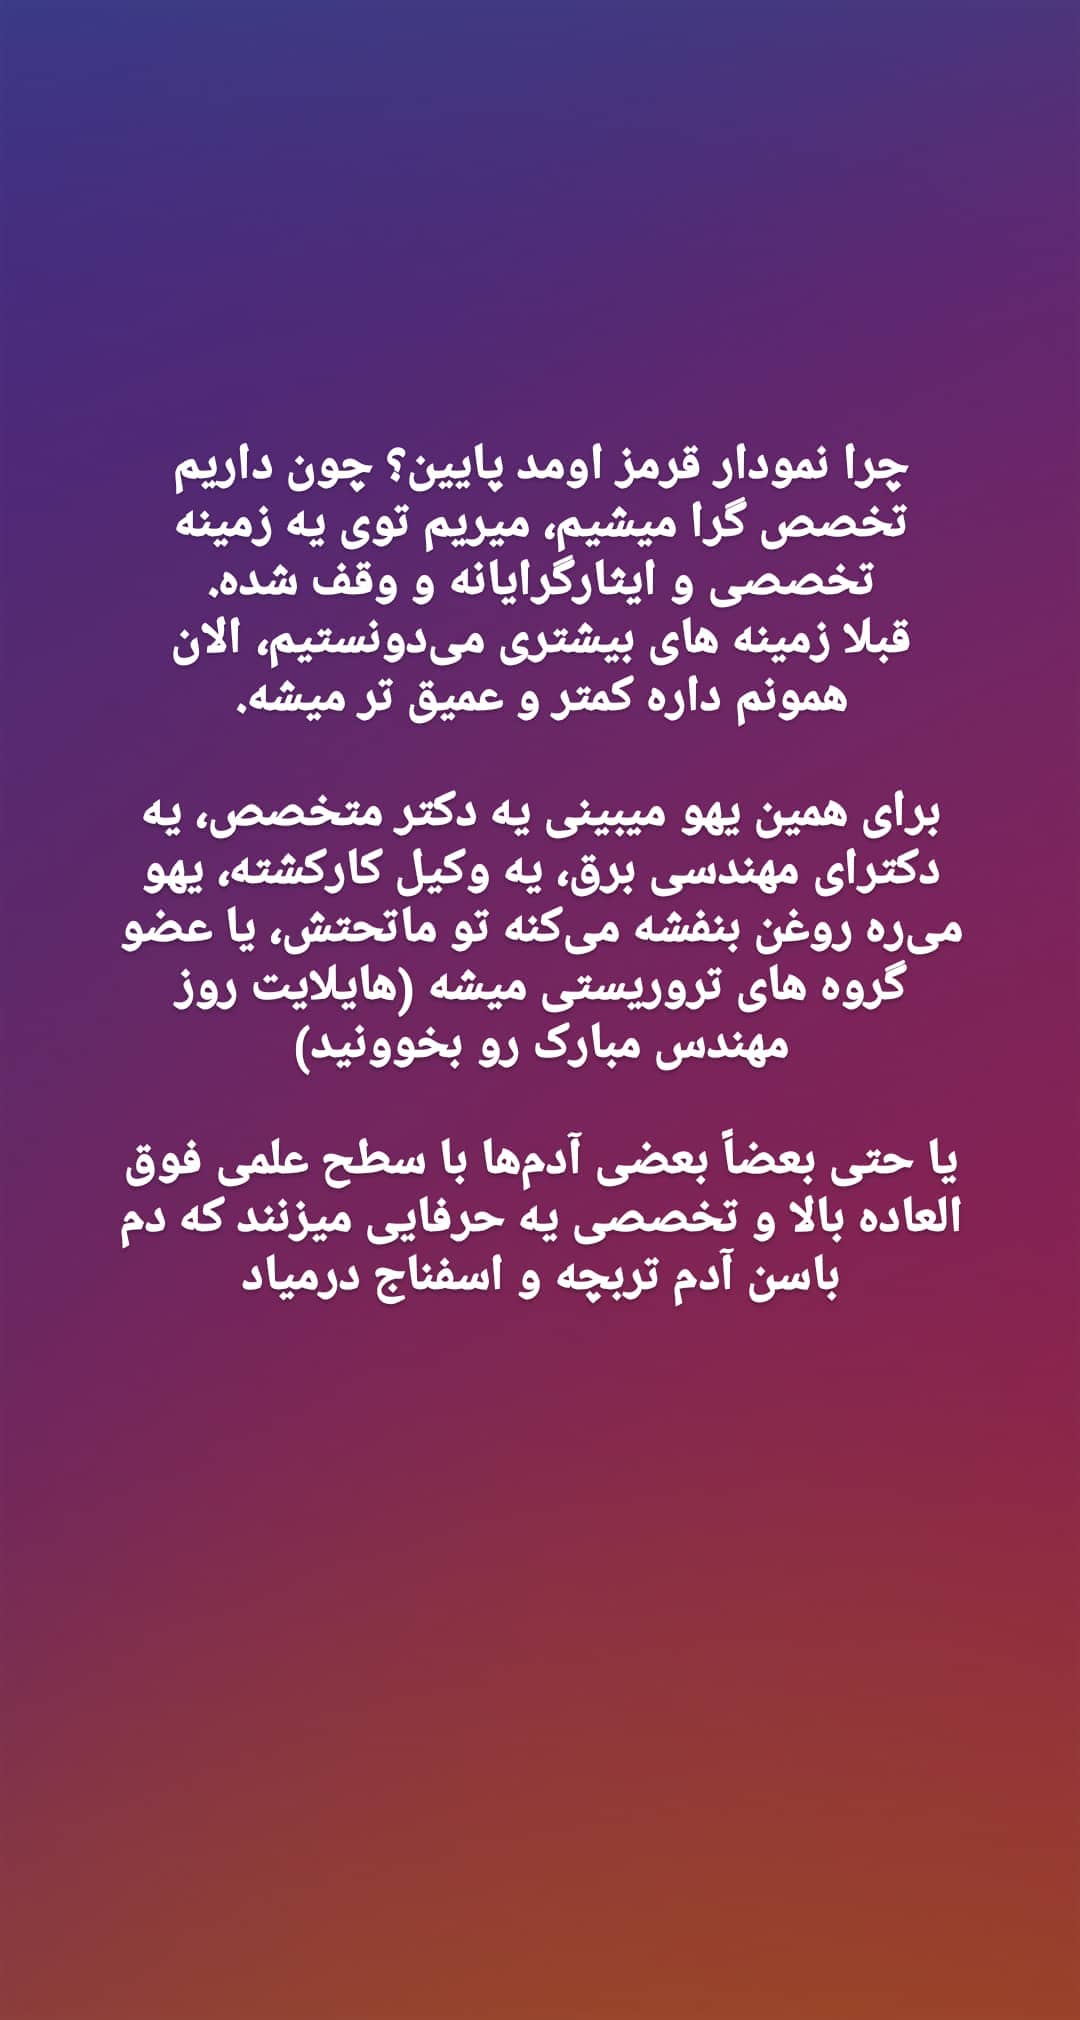 چرا نمودار قرمز اومد پایین؟ چون داریم
تخصص گرا میشیم، میریم توی یه زمینه
تخصصی و ایثارگرایانه و وقف شده.
قبلا زمینه های بیشتری می‌دونستیم، الان
همونم داره کمتر و عمیق تر میشه.
برای همین یهو میبینی یه دکتر متخصص، یه
دکترای مهندسی برق، یه وکیل کارکشته، یهو
می‌ره روغن بنفشه می‌کنه تو ماتحتش، یا عضو
گروه های تروریستی میشه (هایلایت روز
مهندس مبارک رو بخوونید)
یا حتی بعضاً بعضی آدم‌ها با سطح علمی فوق
العاده بالا و تخصصی یه حرفایی میزنند که دم
باسن آدم تربچه و اسفناج درمیاد